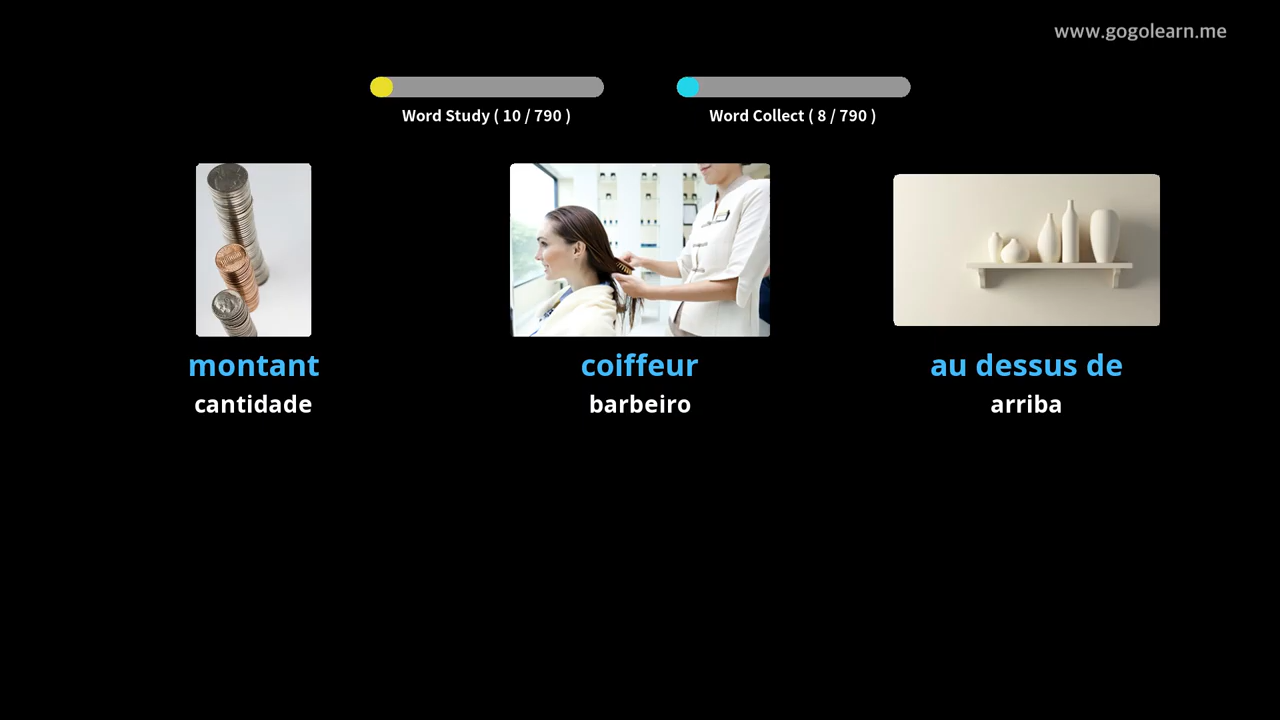 www.gogolearn.me
Word Study ( 10 / 790 )
Word Collect ( 8 / 790 )
montant
cantidade
coiffeur
barbeiro
au dessus de
arriba